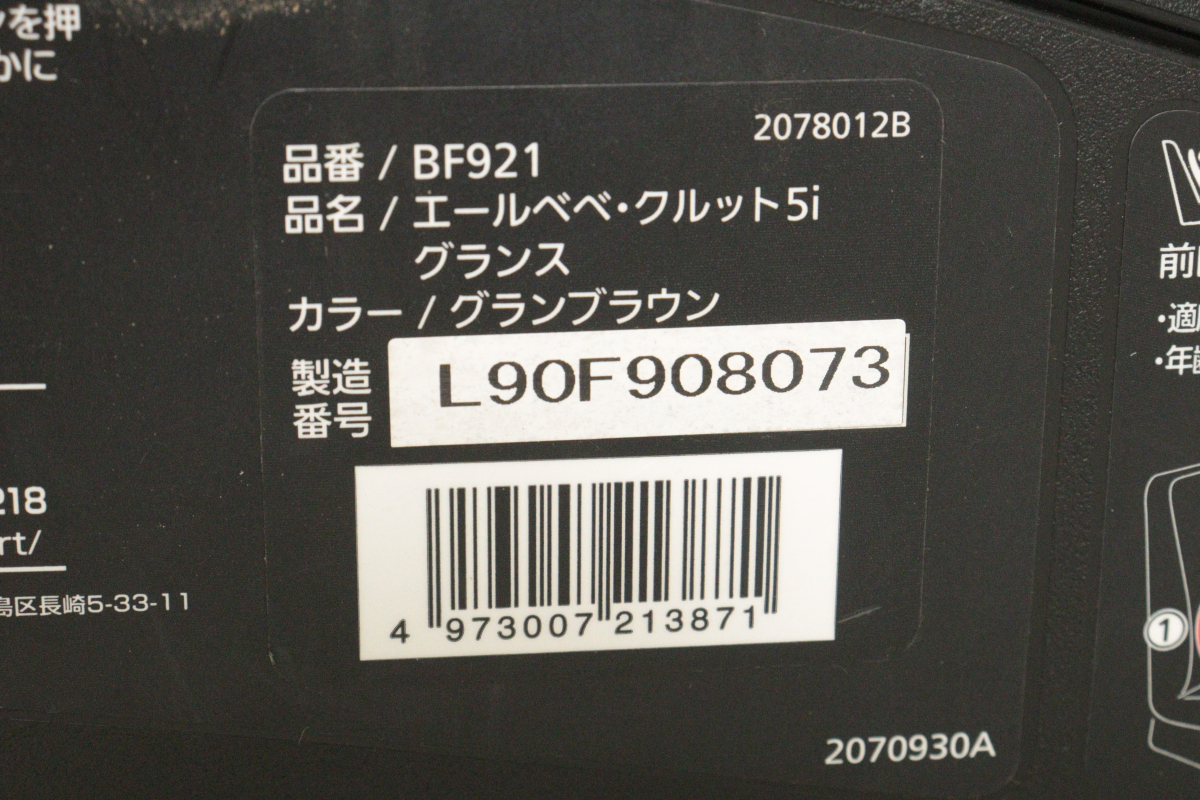 ンを押
かに
2078012B
品番 / BF921
品名 / エールベベ・クルット5i
グランス
カラー / グランブラウン
製造
番号
L90F908073
4 973007 213871
218
rt/
島区長崎5-33-11
2070930A
前
・適
・年齢
1